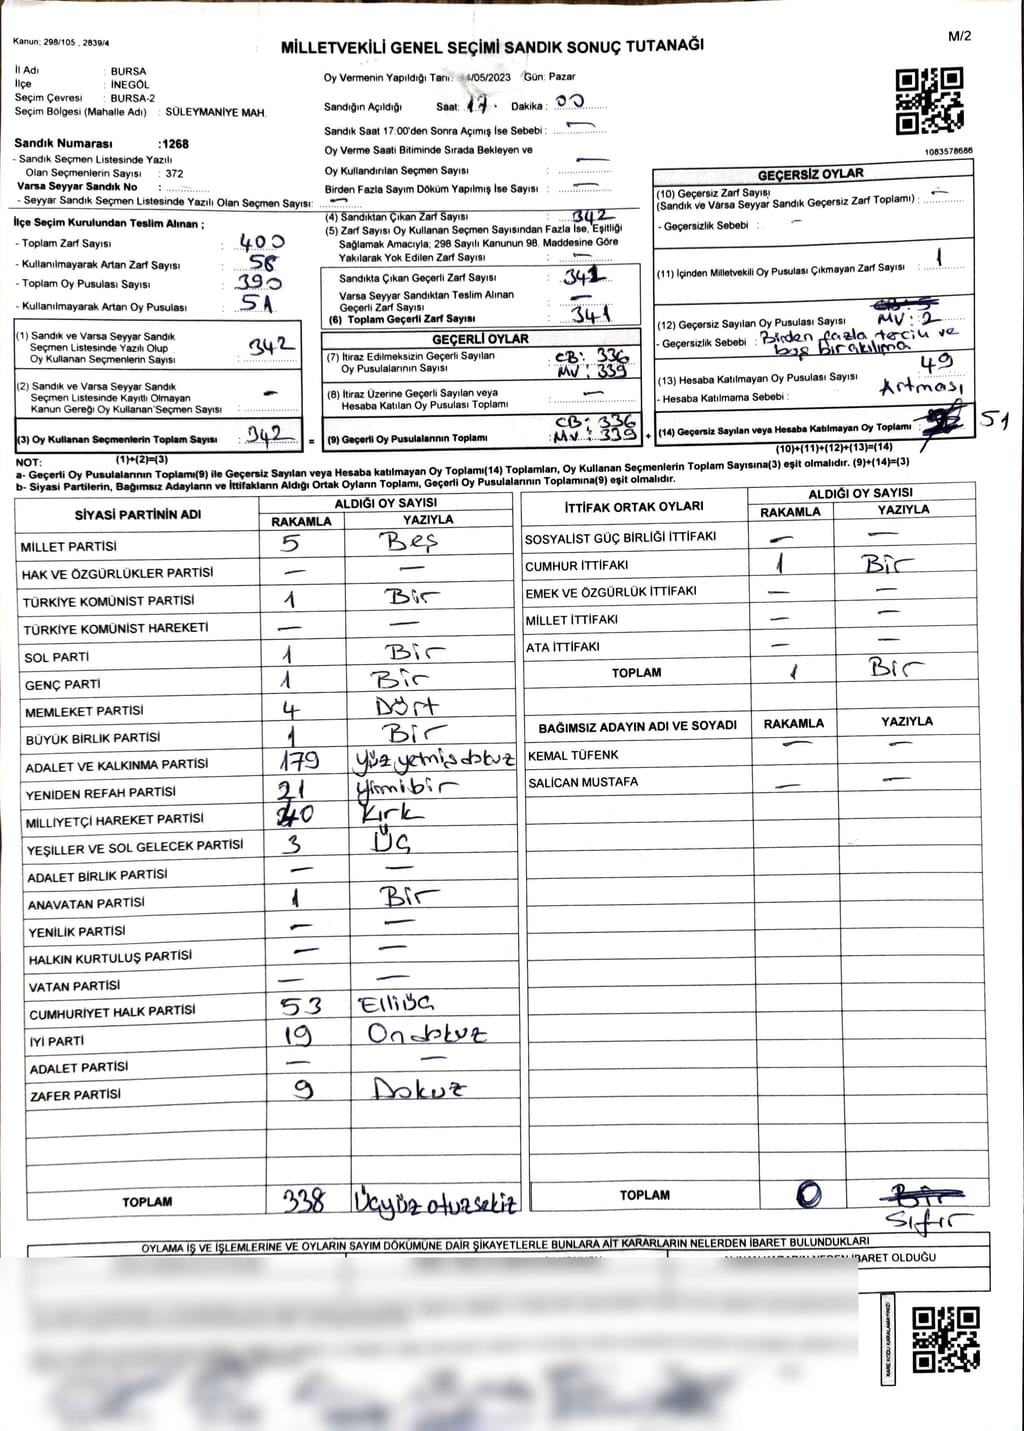 Kanun; 298/105 , 2839/4
MİLLETVEKİLİ GENEL SEÇİMİ SANDIK SONUÇ TUTANAĞI
M/2
İl Adı : BURSA
İlçe : İNEGÖL
Seçim Çevresi : BURSA-2
Seçim Bölgesi (Mahalle Adı) : SÜLEYMANİYE MAH.
Sandık Numarası :1268
- Sandık Seçmen Listesinde Yazılı
Olan Seçmenlerin Sayısı : 372
Varsa Seyyar Sandık No :
- Seyyar Sandık Seçmen Listesinde Yazılı Olan Seçmen Sayısı: —
Oy Vermenin Yapıldığı Tarih: 14/05/2023 Gün: Pazar
Sandığın Açıldığı Saat: 17. Dakika : 00
Sandık Saat 17:00'den Sonra Açımış İse Sebebi : —
Oy Verme Saati Bitiminde Sırada Bekleyen ve
Oy Kullandırılan Seçmen Sayısı : —
Birden Fazla Sayım Döküm Yapılmış İse Sayısı : —
1083578686
İlçe Seçim Kurulundan Teslim Alınan ;
- Toplam Zarf Sayısı : 400
- Kullanılmayarak Artan Zarf Sayısı : 58
- Toplam Oy Pusulası Sayısı : 390
- Kullanılmayarak Artan Oy Pusulası : 51
(1) Sandık ve Varsa Seyyar Sandık
Seçmen Listesinde Yazılı Olup
Oy Kullanan Seçmenlerin Sayısı : 342
(2) Sandık ve Varsa Seyyar Sandık
Seçmen Listesinde Kayıtlı Olmayan
Kanun Gereği Oy Kullanan Seçmen Sayısı : -
(3) Oy Kullanan Seçmenlerin Toplam Sayısı : 342 =
(1)+(2)=(3)
(4) Sandıktan Çıkan Zarf Sayısı : 342
(5) Zarf Sayısı Oy Kullanan Seçmen Sayısından Fazla İse, Eşitliği
Sağlamak Amacıyla; 298 Sayılı Kanunun 98. Maddesine Göre
Yakılarak Yok Edilen Zarf Sayısı : —
Sandıkta Çıkan Geçerli Zarf Sayısı : 341
Varsa Seyyar Sandıktan Teslim Alınan
Geçerli Zarf Sayısı : —
(6) Toplam Geçerli Zarf Sayısı : 341
GEÇERLİ OYLAR
(7) İtiraz Edilmeksizin Geçerli Sayılan
Oy Pusulalarının Sayısı : CB: 336
MV: 339
(8) İtiraz Üzerine Geçerli Sayılan veya
Hesaba Katılan Oy Pusulası Toplamı : —
(9) Geçerli Oy Pusulalarının Toplamı : CB: 336
MV: 339 +
GEÇERSİZ OYLAR
(10) Geçersiz Zarf Sayısı
(Sandık ve Varsa Seyyar Sandık Geçersiz Zarf Toplamı) : —
- Geçersizlik Sebebi : —
(11) İçinden Milletvekili Oy Pusulası Çıkmayan Zarf Sayısı : 1
(12) Geçersiz Sayılan Oy Pusulası Sayısı : MV: 2
- Geçersizlik Sebebi : Birden fazla tercih ve
boş bırakılma
(13) Hesaba Katılmayan Oy Pusulası Sayısı : 49
- Hesaba Katılmama Sebebi : Artması
(14) Geçersiz Sayılan veya Hesaba Katılmayan Oy Toplamı : 51
(10)+(11)+(12)+(13)=(14)
NOT:
a- Geçerli Oy Pusulalarının Toplamı(9) ile Geçersiz Sayılan veya Hesaba katılmayan Oy Toplamı(14) Toplamları, Oy Kullanan Seçmenlerin Toplam Sayısına(3) eşit olmalıdır. (9)+(14)=(3)
b- Siyasi Partilerin, Bağımsız Adayların ve İttifakların Aldığı Ortak Oyların Toplamı, Geçerli Oy Pusulalarının Toplamına(9) eşit olmalıdır.
SİYASİ PARTİNİN ADI ALDIĞI OY SAYISI
RAKAMLA YAZIYLA
MİLLET PARTİSİ 5 Beş
HAK VE ÖZGÜRLÜKLER PARTİSİ — —
TÜRKİYE KOMÜNİST PARTİSİ 1 Bir
TÜRKİYE KOMÜNİST HAREKETİ — —
SOL PARTİ 1 Bir
GENÇ PARTİ 1 Bir
MEMLEKET PARTİSİ 4 Dört
BÜYÜK BİRLİK PARTİSİ 1 Bir
ADALET VE KALKINMA PARTİSİ 179 Yüz yetmiş dokuz
YENİDEN REFAH PARTİSİ 21 Yirmibir
MİLLİYETÇİ HAREKET PARTİSİ 40 Kırk
YEŞİLLER VE SOL GELECEK PARTİSİ 3 Üç
ADALET BİRLİK PARTİSİ — —
ANAVATAN PARTİSİ 1 Bir
YENİLİK PARTİSİ — —
HALKIN KURTULUŞ PARTİSİ — —
VATAN PARTİSİ — —
CUMHURİYET HALK PARTİSİ 53 Elliüç
İYİ PARTİ 19 Ondokuz
ADALET PARTİSİ — —
ZAFER PARTİSİ 9 Dokuz
TOPLAM 338 Üçyüz otuzsekiz
İTTİFAK ORTAK OYLARI ALDIĞI OY SAYISI
RAKAMLA YAZIYLA
SOSYALİST GÜÇ BİRLİĞİ İTTİFAKI — —
CUMHUR İTTİFAKI 1 Bir
EMEK VE ÖZGÜRLÜK İTTİFAKI — —
MİLLET İTTİFAKI — —
ATA İTTİFAKI — —
TOPLAM 1 Bir
BAĞIMSIZ ADAYIN ADI VE SOYADI RAKAMLA YAZIYLA
KEMAL TÜFENK — —
SALİCAN MUSTAFA — —
TOPLAM 0 Bir
Sıfır
OYLAMA İŞ VE İŞLEMLERİNE VE OYLARIN SAYIM DÖKÜMÜNE DAİR ŞİKAYETLERLE BUNLARA AİT KARARLARIN NELERDEN İBARET BULUNDUKLARI
İBARET OLDUĞU